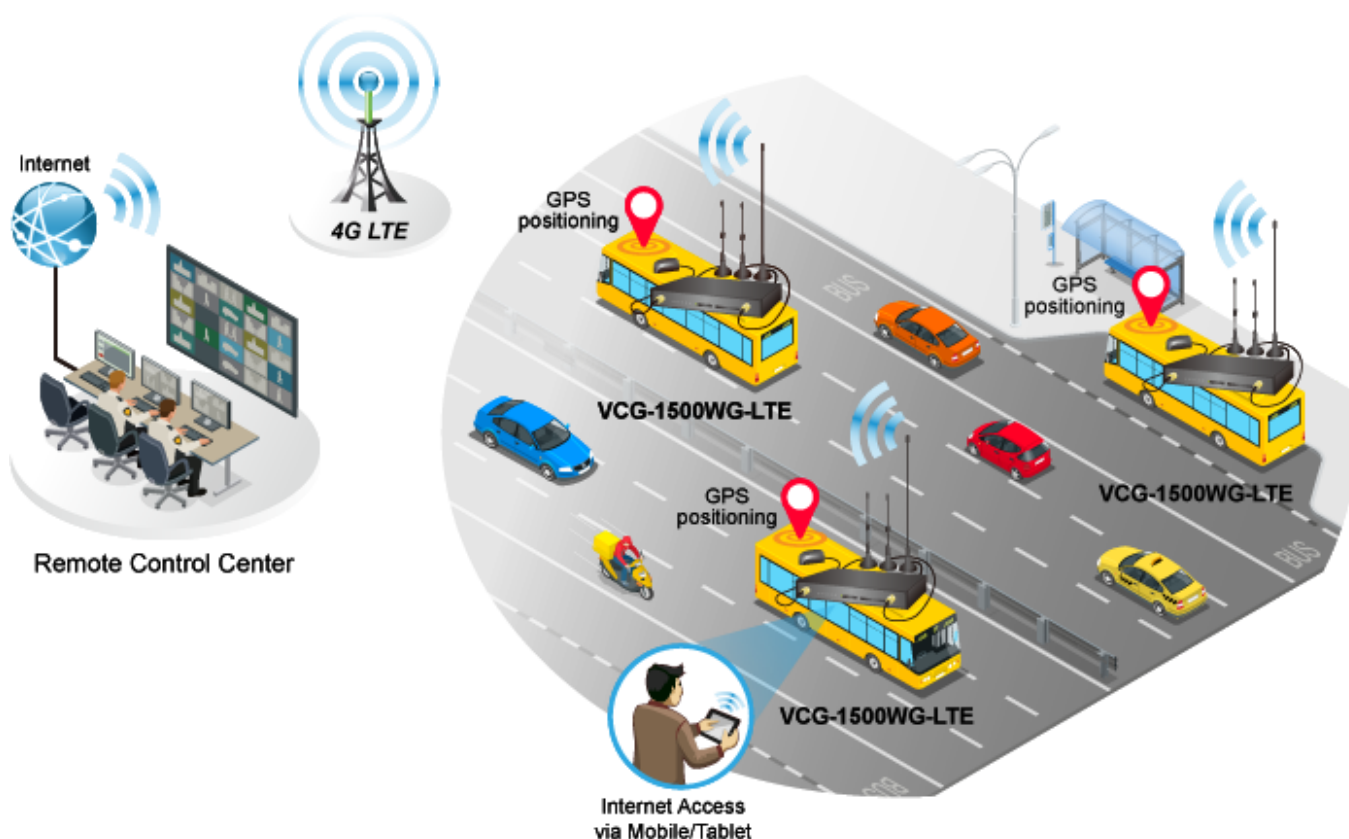 Internet
4G LTE
Remote Control Center
GPS
positioning
VCG-1500WG-LTE
BUS
GPS
positioning
VCG-1500WG-LTE
GPS
positioning
VCG-1500WG-LTE
BUS
BUS
Internet Access
via Mobile/Tablet